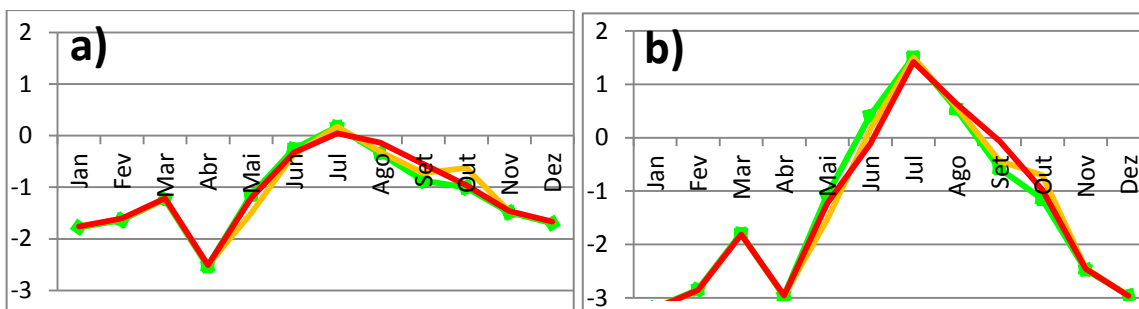 a)
2
1
0
-1
-2
-3
Jan
Fev
Mar
Abr
Mai
Jun
Jul
Ago
Set
Out
Nov
Dez
b)
2
1
0
-1
-2
-3
Jan
Fev
Mar
Abr
Mai
Jun
Jul
Ago
Set
Out
Nov
Dez